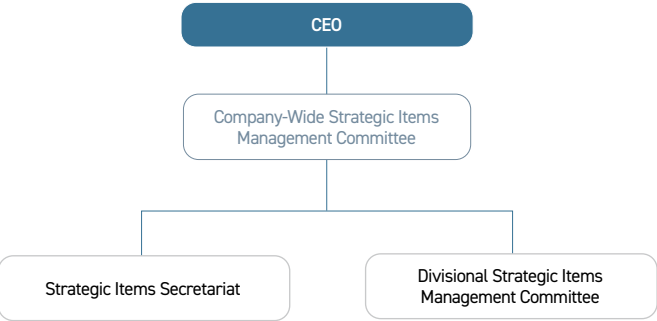 CEO
Company-Wide Strategic Items
Management Committee
Strategic Items Secretariat
Divisional Strategic Items
Management Committee